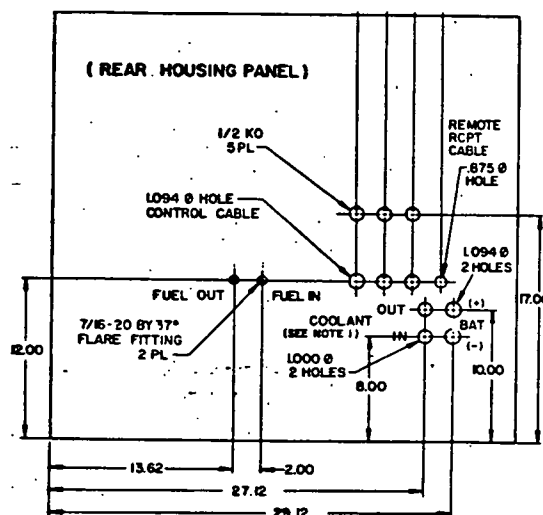 ( REAR HOUSING PANEL )
1/2 KO
5 PL
REMOTE
RCPT
CABLE
.875 Ø
HOLE
1.094 Ø HOLE
CONTROL CABLE
1.094 Ø
2 HOLES
FUEL OUT
FUEL IN
OUT
(+)
7/16-20 BY 37°
FLARE FITTING
2 PL
COOLANT
(SEE NOTE 1)
IN
BAT
(-)
1.000 Ø
2 HOLES
12.00
8.00
10.00
17.00
13.62
2.00
27.12
29.12